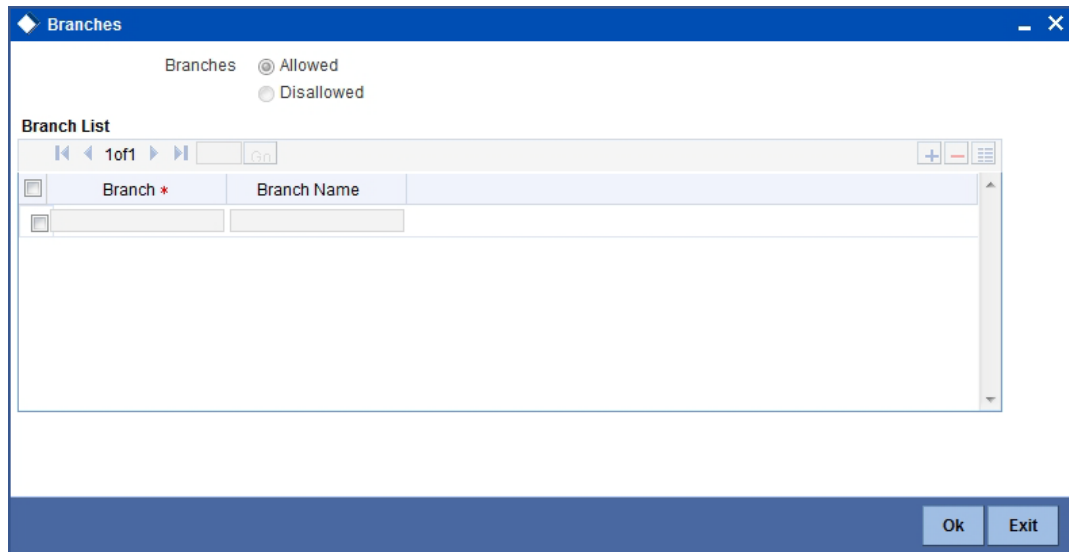 Branches
Branches Allowed
Disallowed
Branch List
1of1 Go
Branch * Branch Name
Ok Exit